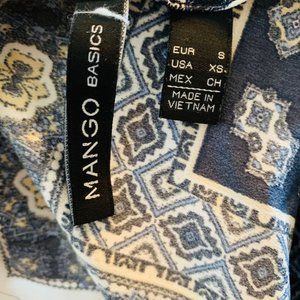 MANGO BASICS
EUR S
USA XS
MEX CH
MADE IN
VIETNAM